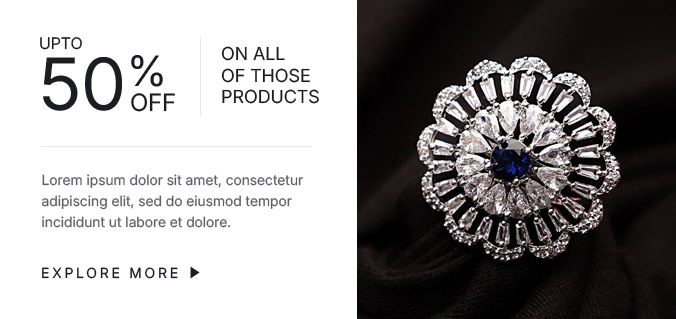 UPTO
50% OFF
ON ALL
OF THOSE
PRODUCTS
Lorem ipsum dolor sit amet, consectetur
adipiscing elit, sed do eiusmod tempor
incididunt ut labore et dolore.
EXPLORE MORE